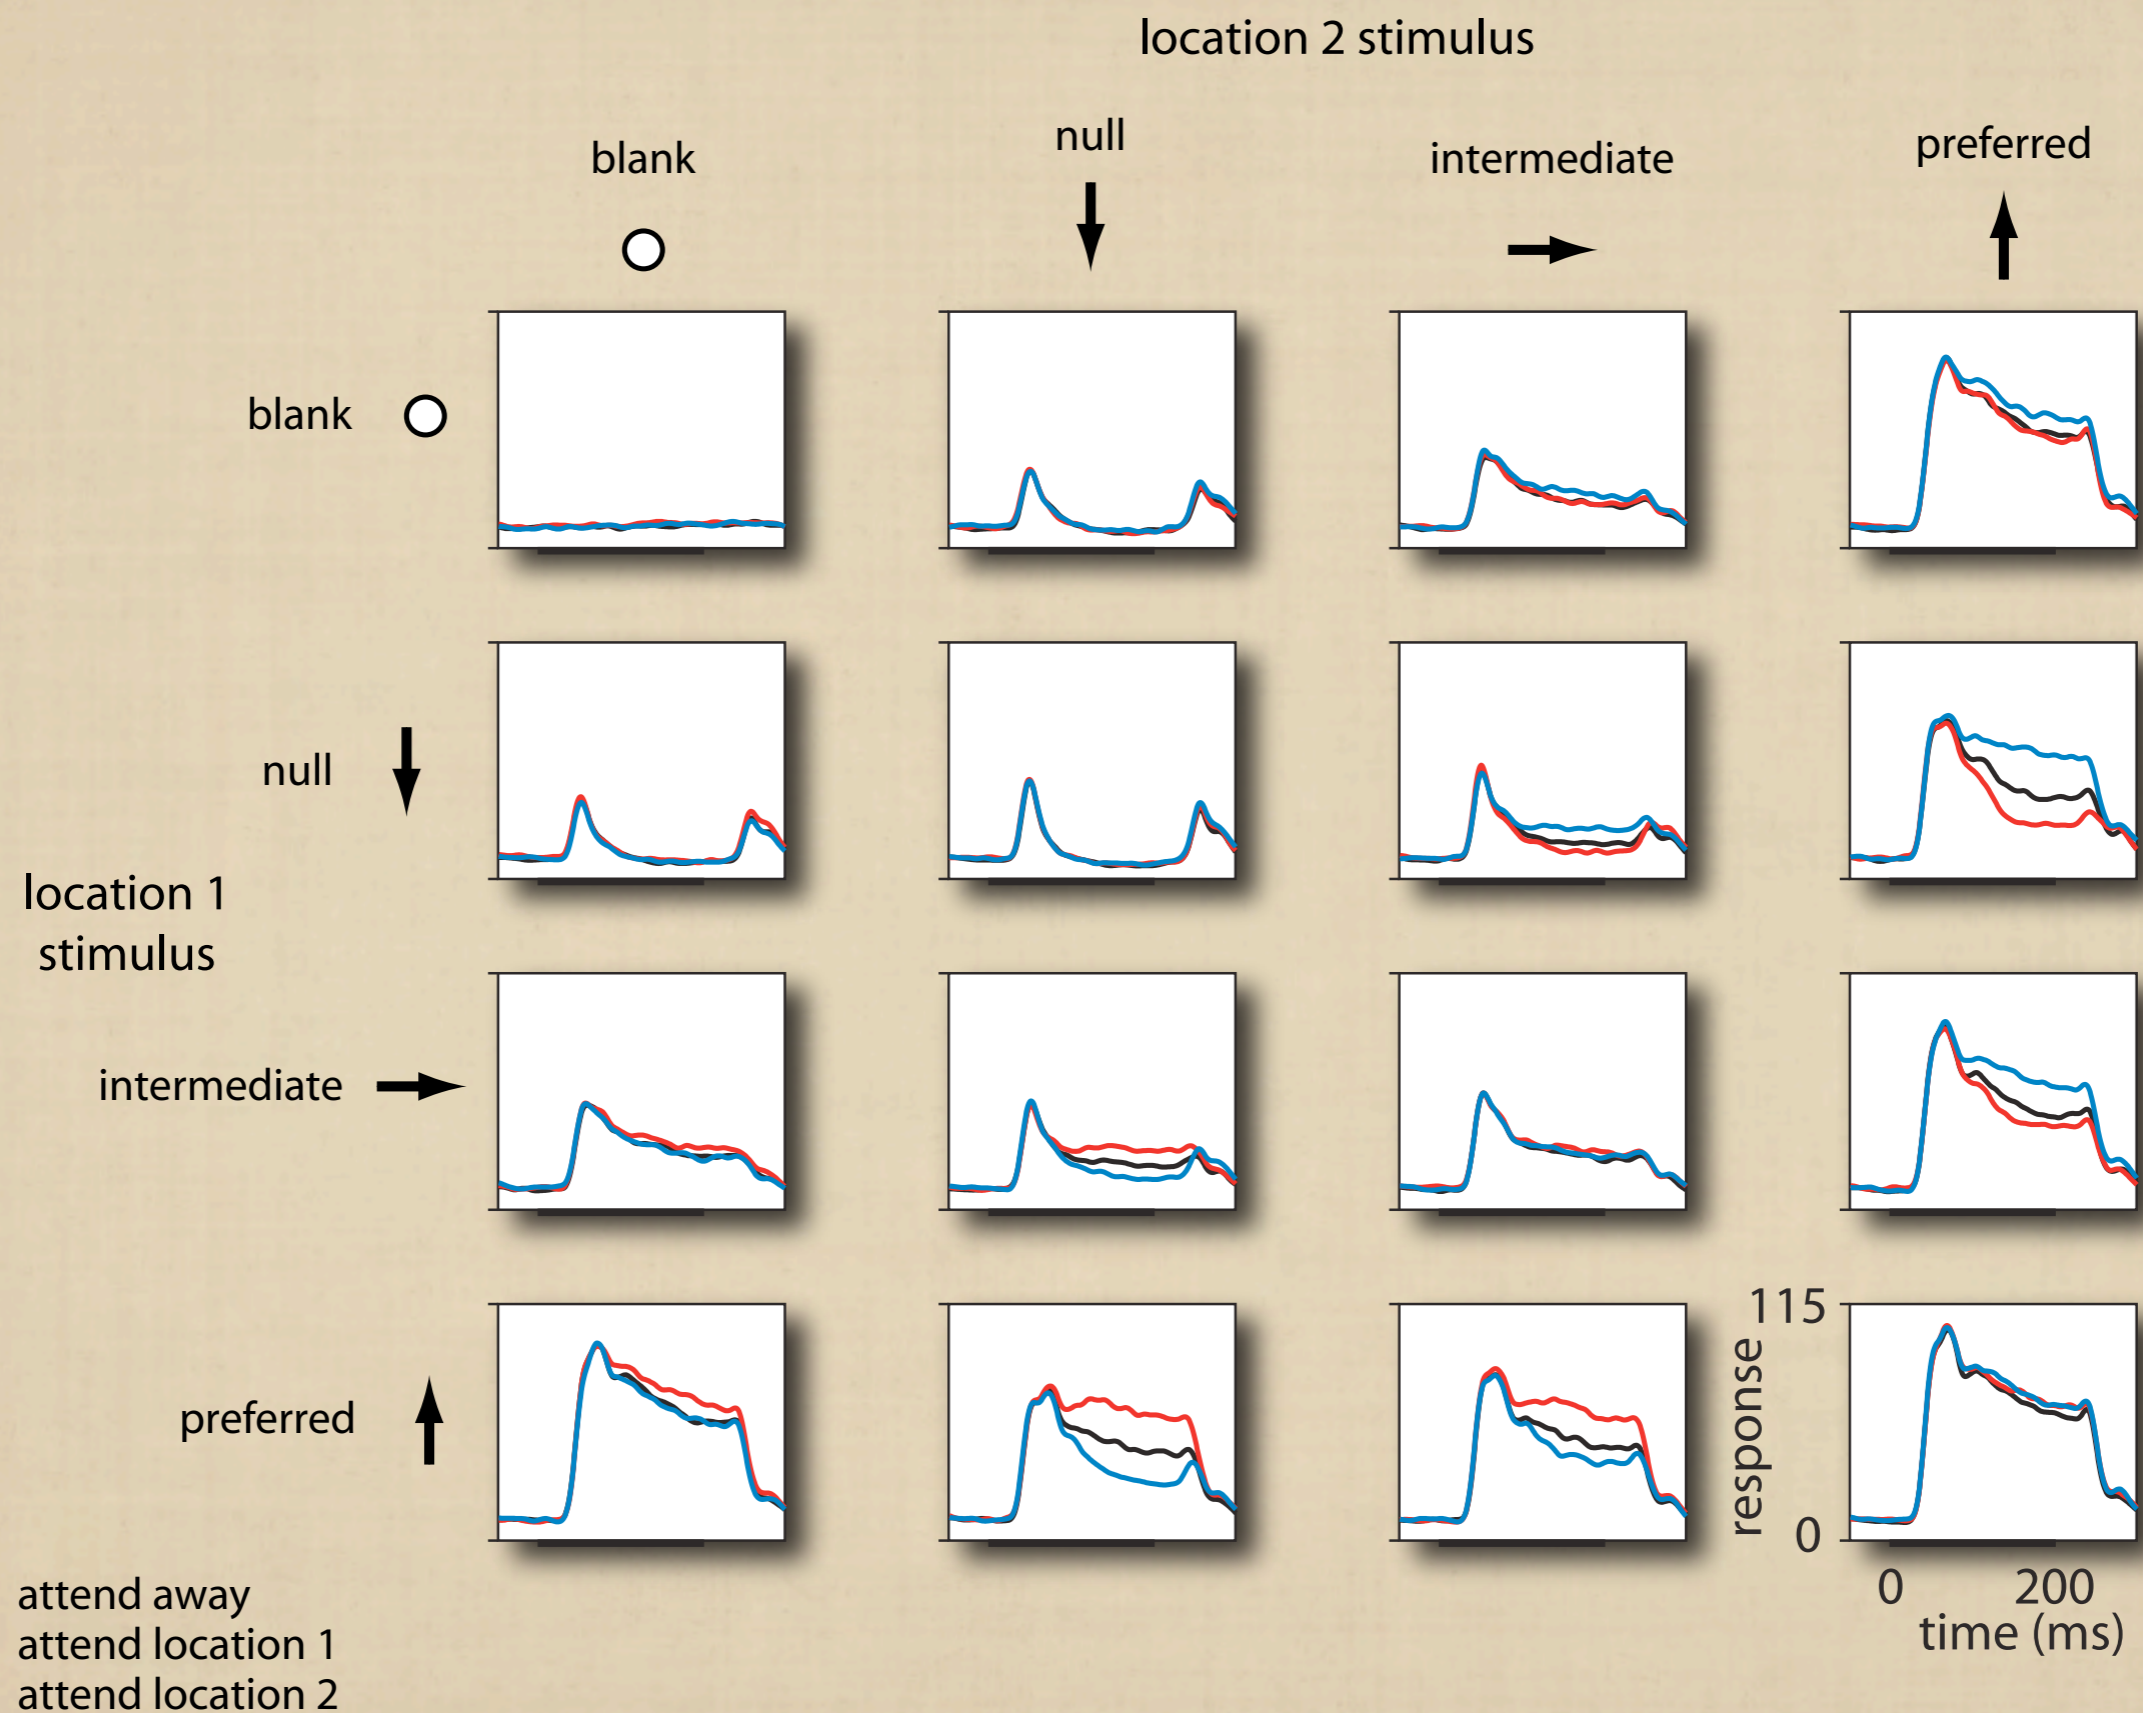 location 2 stimulus
blank
null
intermediate
preferred
blank
null
location 1
stimulus
intermediate
preferred
115
response
0
0 200
time (ms)
attend away
attend location 1
attend location 2